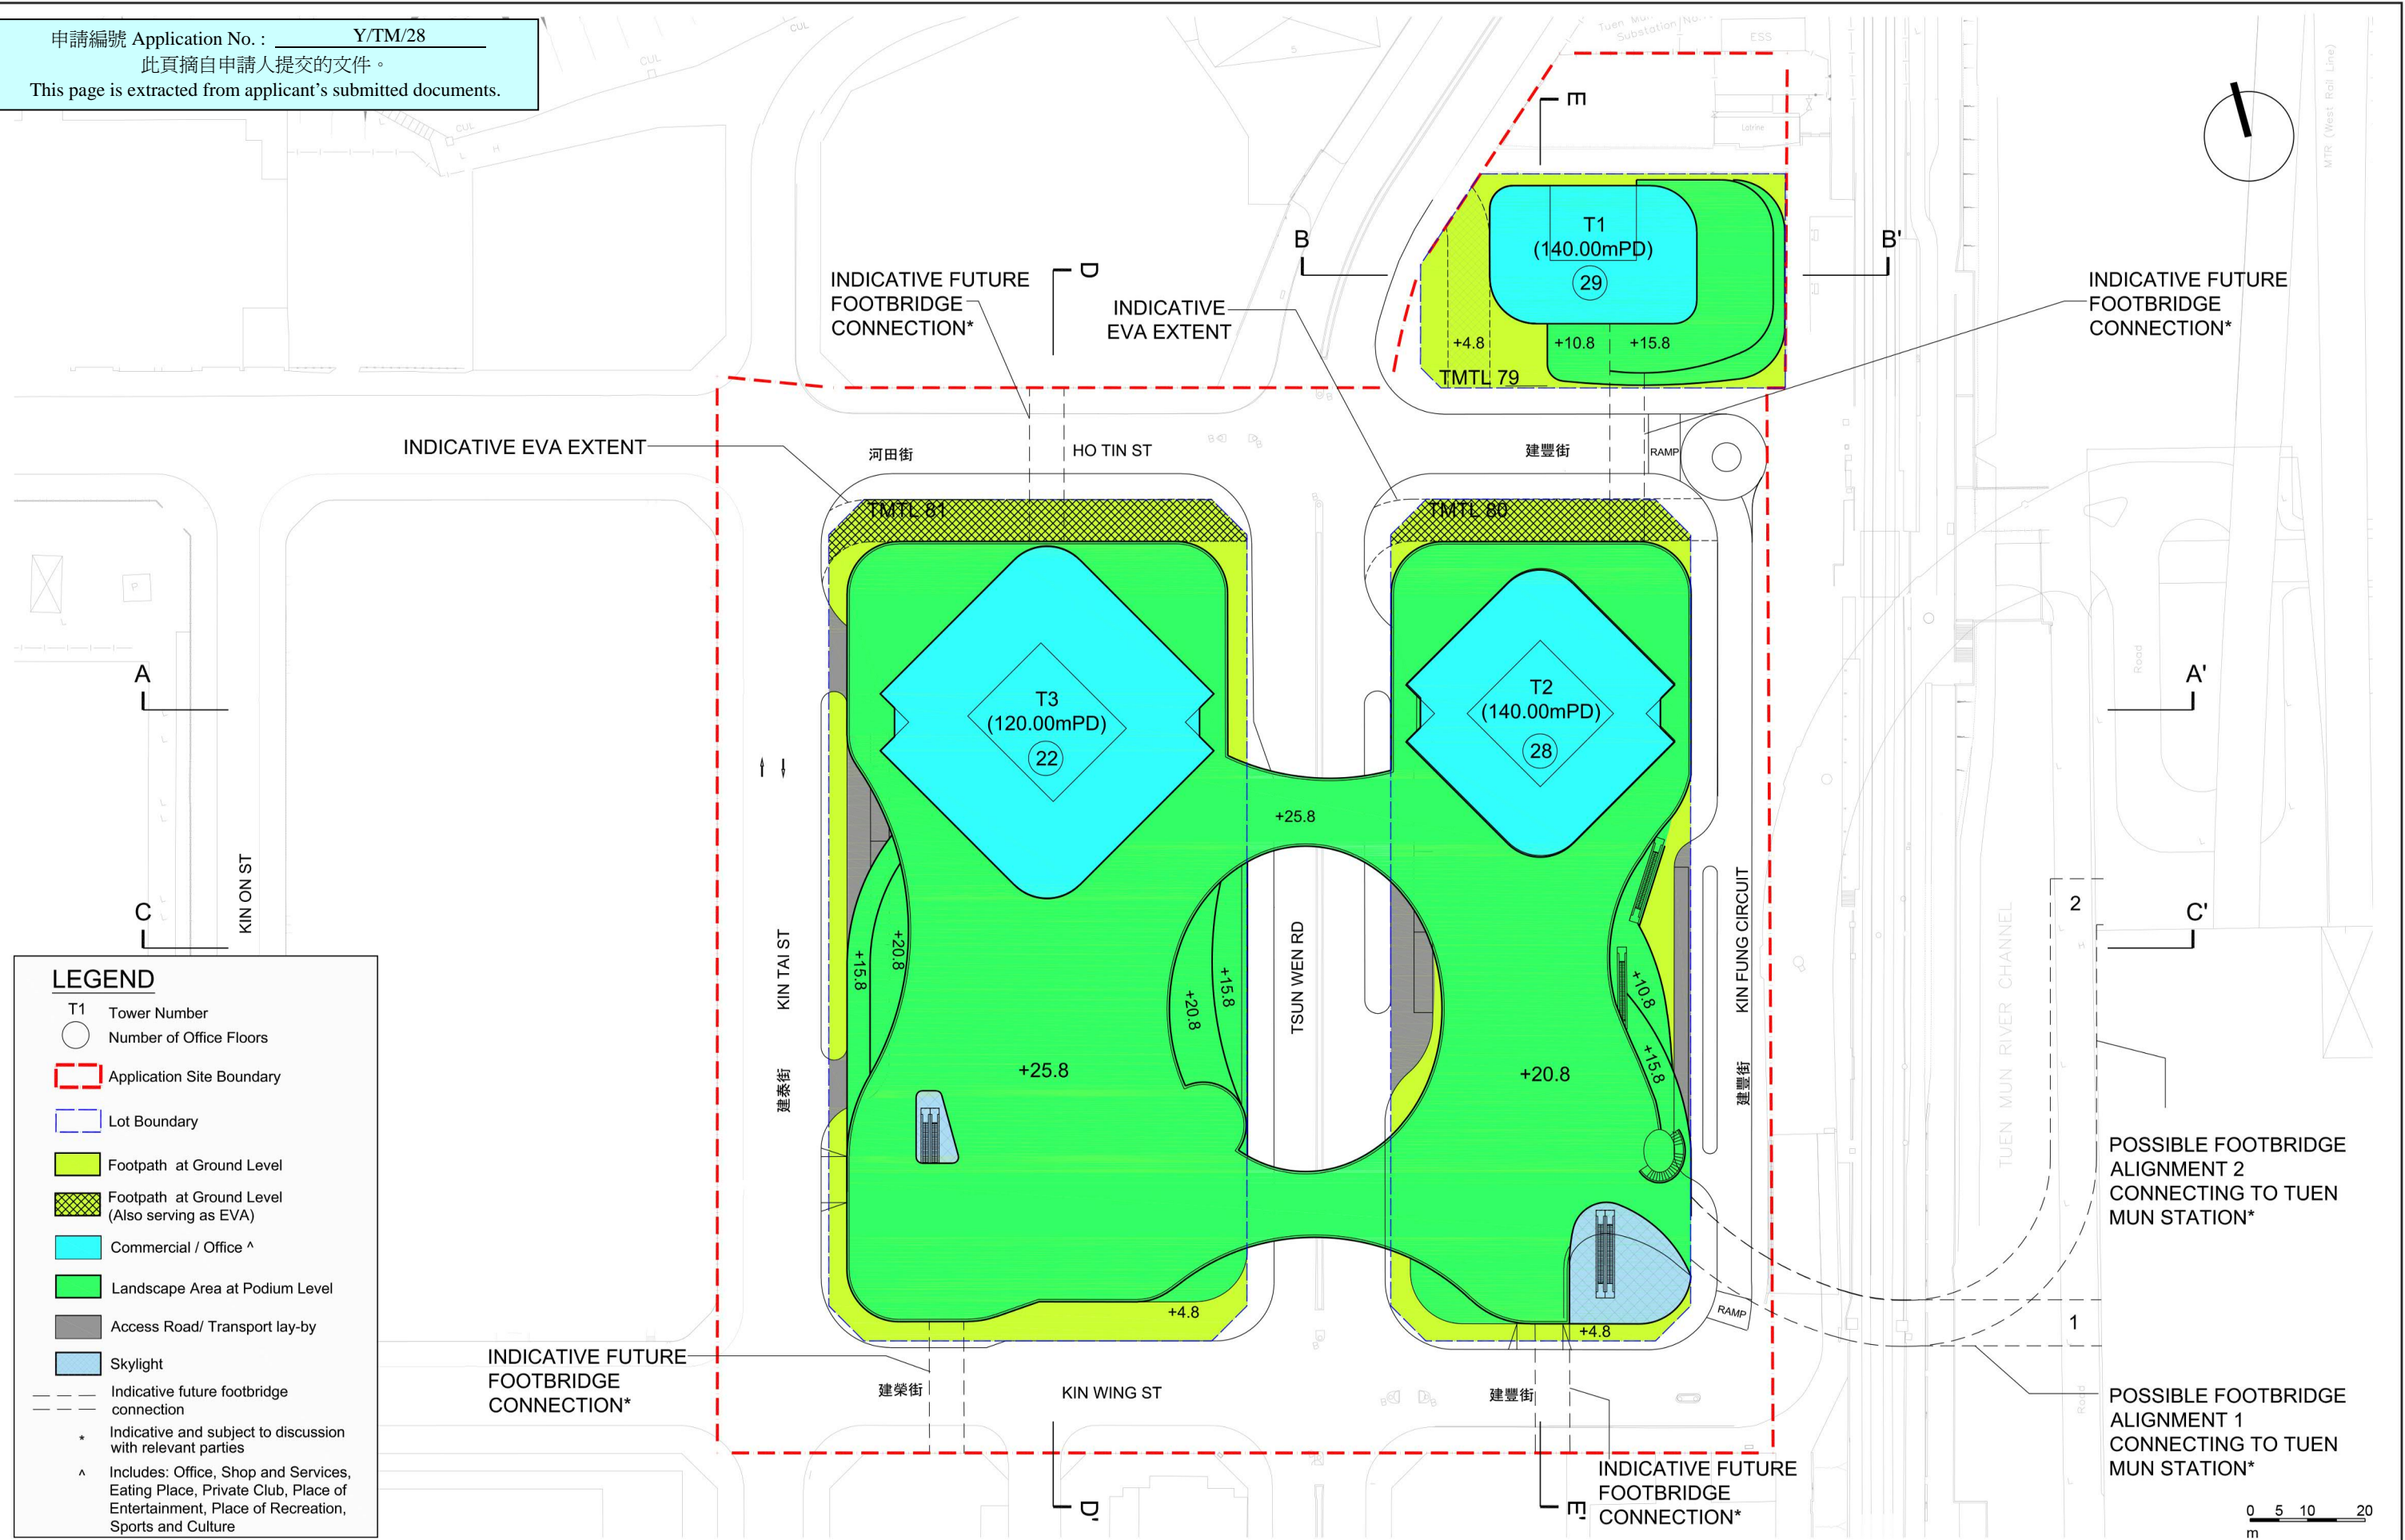 申請編號 Application No. : Y/TM/28
此頁摘自申請人提交的文件。
This page is extracted from applicant's submitted documents.
CUL
CUL
CUL
L
H
5
ESS
Latrine
MTR (West Rail Line)
E
T1
(140.00mPD)
29
B
B'
INDICATIVE FUTURE
FOOTBRIDGE
CONNECTION*
D
INDICATIVE
EVA EXTENT
INDICATIVE FUTURE
FOOTBRIDGE
CONNECTION*
+4.8
+10.8
+15.8
TMTL 79
INDICATIVE EVA EXTENT
河田街
HO TIN ST
建豐街
RAMP
TMTL 81
TMTL 80
P
A
A'
Road
T3
(120.00mPD)
22
T2
(140.00mPD)
28
+25.8
KIN ON ST
C
C'
2
KIN TAI ST
建泰街
+15.8
+20.8
+20.8
+15.8
TSUN WEN RD
+10.8
+15.8
KIN FUNG CIRCUIT
建豐街
TUEN MUN RIVER CHANNEL
+25.8
+20.8
POSSIBLE FOOTBRIDGE
ALIGNMENT 2
CONNECTING TO TUEN
MUN STATION*
+4.8
+4.8
RAMP
1
INDICATIVE FUTURE
FOOTBRIDGE
CONNECTION*
建榮街
KIN WING ST
建豐街
Road
POSSIBLE FOOTBRIDGE
ALIGNMENT 1
CONNECTING TO TUEN
MUN STATION*
D'
E'
INDICATIVE FUTURE
FOOTBRIDGE
CONNECTION*
0 5 10 20
m
LEGEND
T1 Tower Number
Number of Office Floors
Application Site Boundary
Lot Boundary
Footpath at Ground Level
Footpath at Ground Level
(Also serving as EVA)
Commercial / Office ^
Landscape Area at Podium Level
Access Road/ Transport lay-by
Skylight
Indicative future footbridge
connection
* Indicative and subject to discussion
with relevant parties
^ Includes: Office, Shop and Services,
Eating Place, Private Club, Place of
Entertainment, Place of Recreation,
Sports and Culture